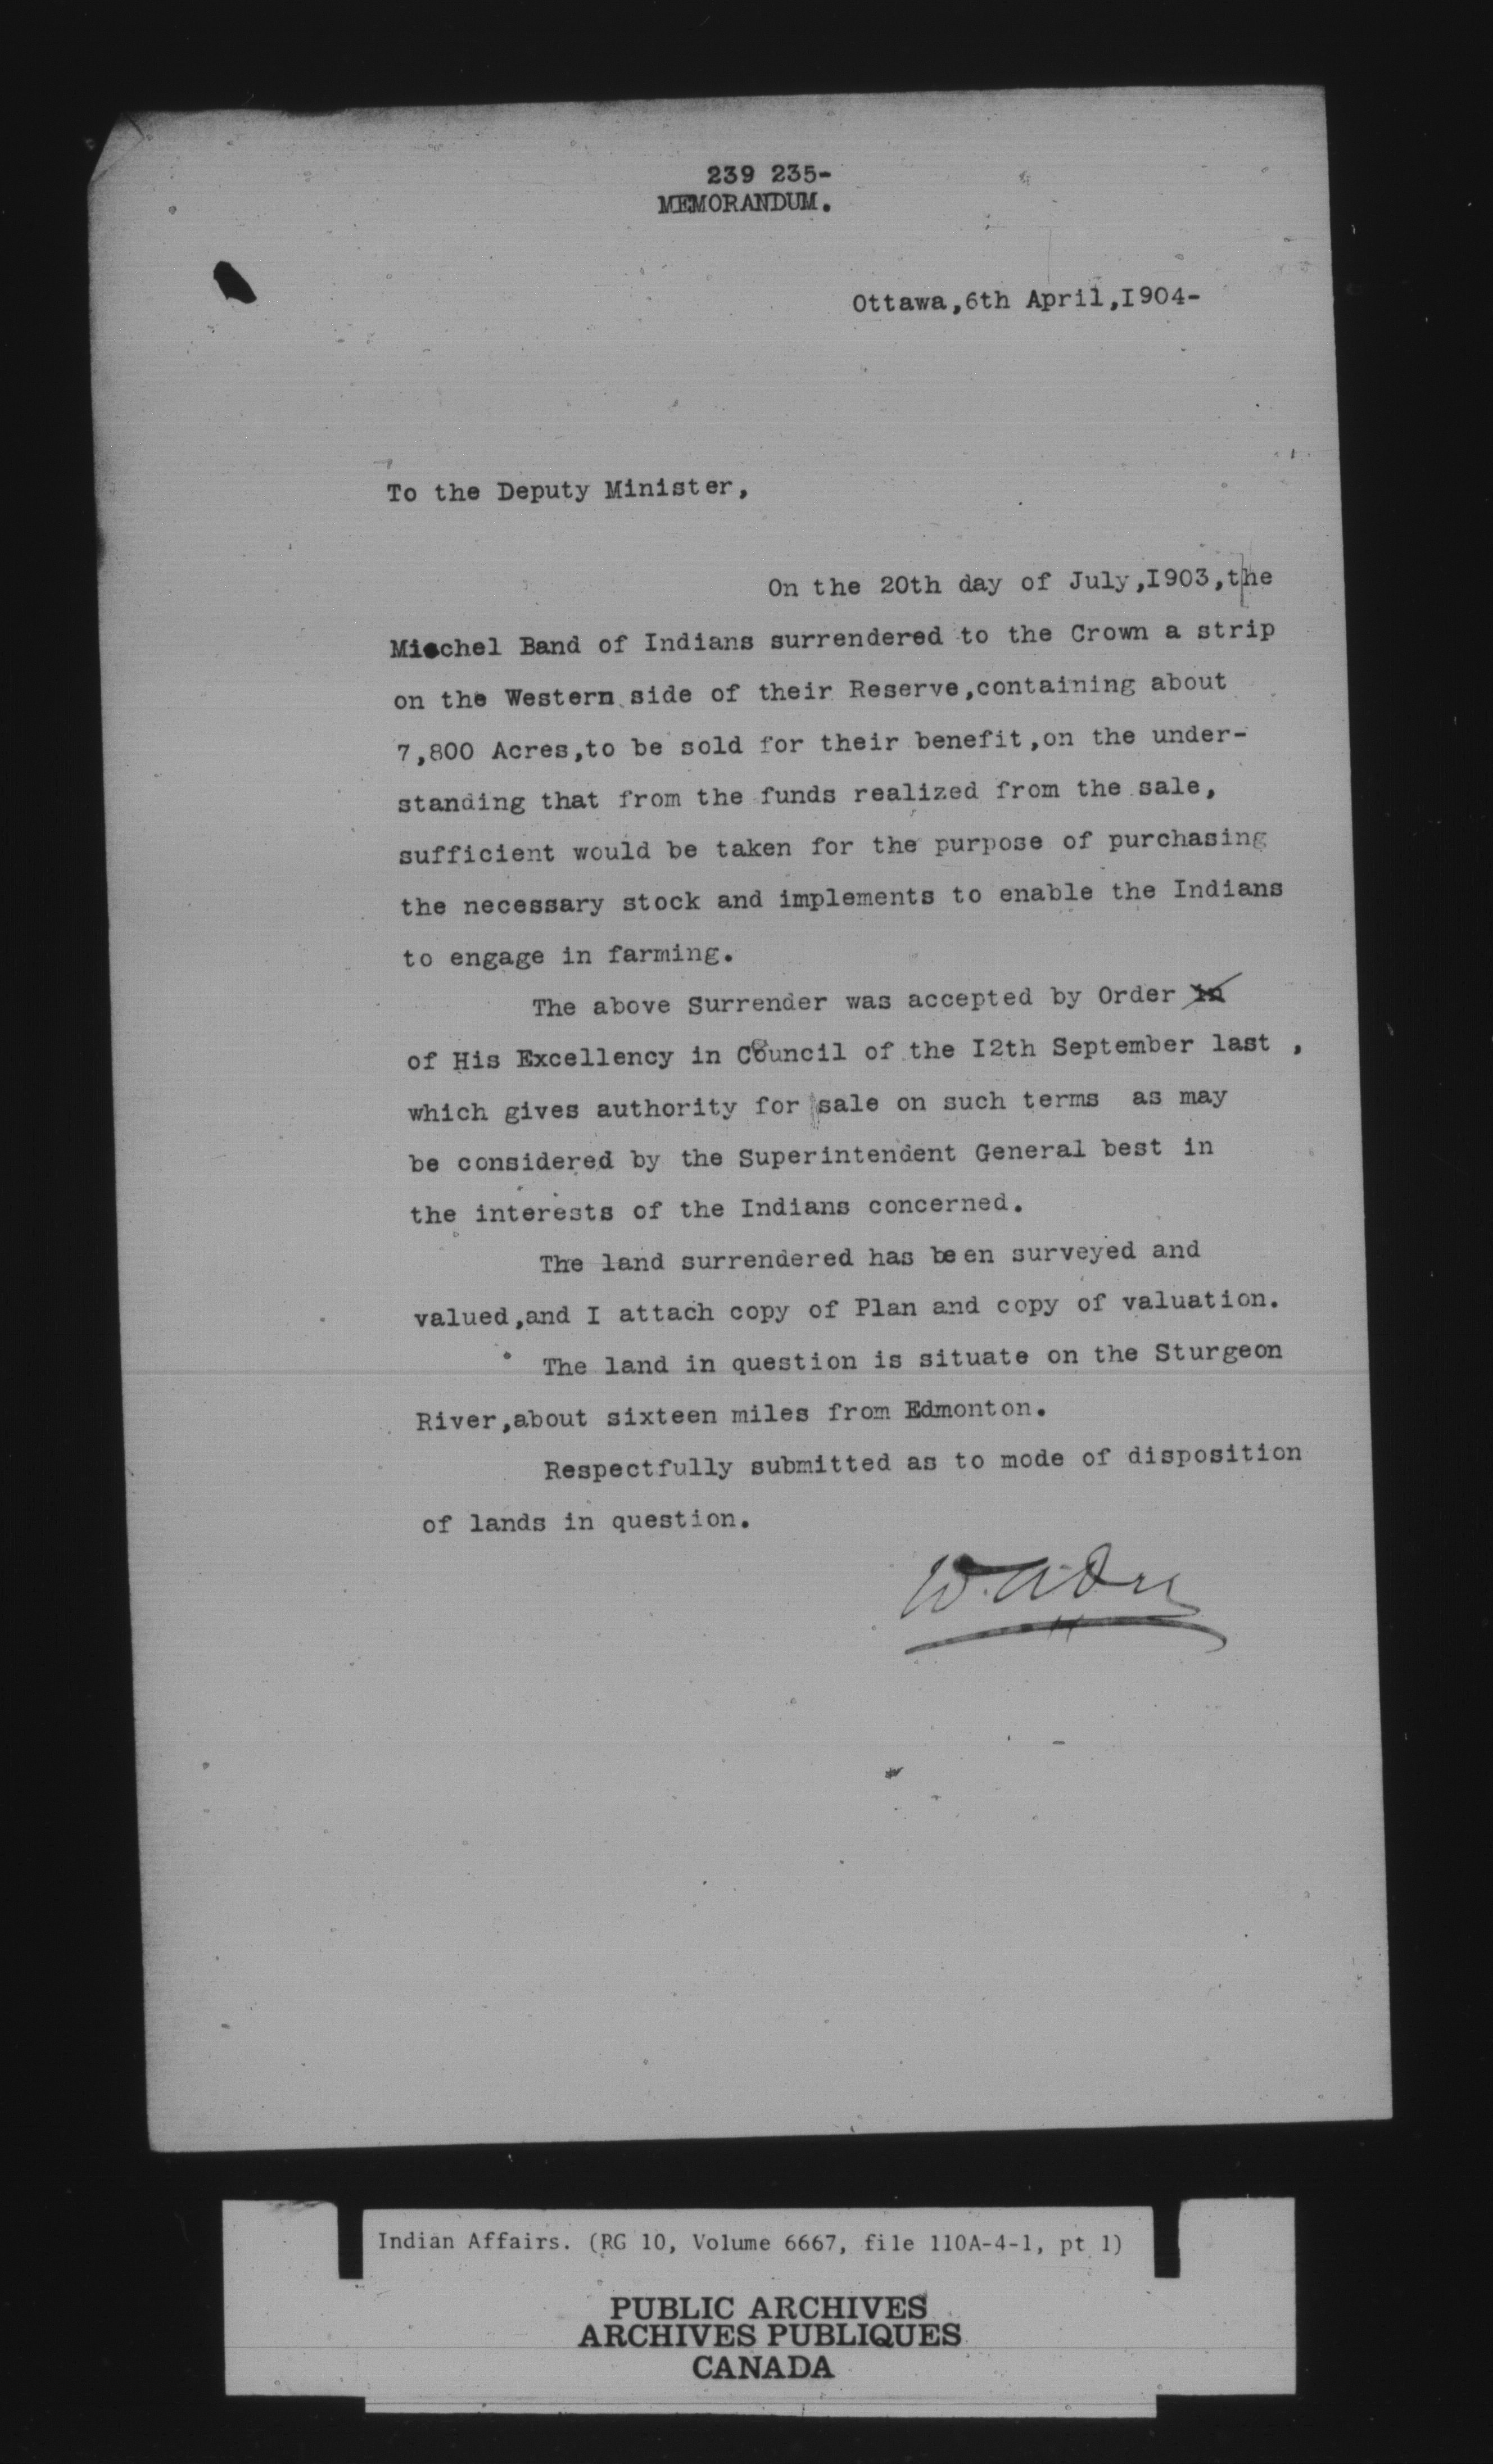 239 235-
MEMORANDUM.
Ottawa,6th April,I904-
To the Deputy Minister,
On the 20th day of July,I903,the
Michel Band of Indians surrendered to the Crown a strip
on the Western side of their Reserve,containing about
7,800 Acres,to be sold for their benefit,on the under-
standing that from the funds realized from the sale,
sufficient would be taken for the purpose of purchasing
the necessary stock and implements to enable the Indians
to engage in farming.
The above Surrender was accepted by Order in
of His Excellency in Council of the I2th September last ,
which gives authority for sale on such terms as may
be considered by the Superintendent General best in
the interests of the Indians concerned.
The land surrendered has been surveyed and
valued,and I attach copy of Plan and copy of valuation.
The land in question is situate on the Sturgeon
River,about sixteen miles from Edmonton.
Respectfully submitted as to mode of disposition
of lands in question.
Indian Affairs. (RG 10, Volume 6667, file 110A-4-1, pt 1)
PUBLIC ARCHIVES
ARCHIVES PUBLIQUES
CANADA